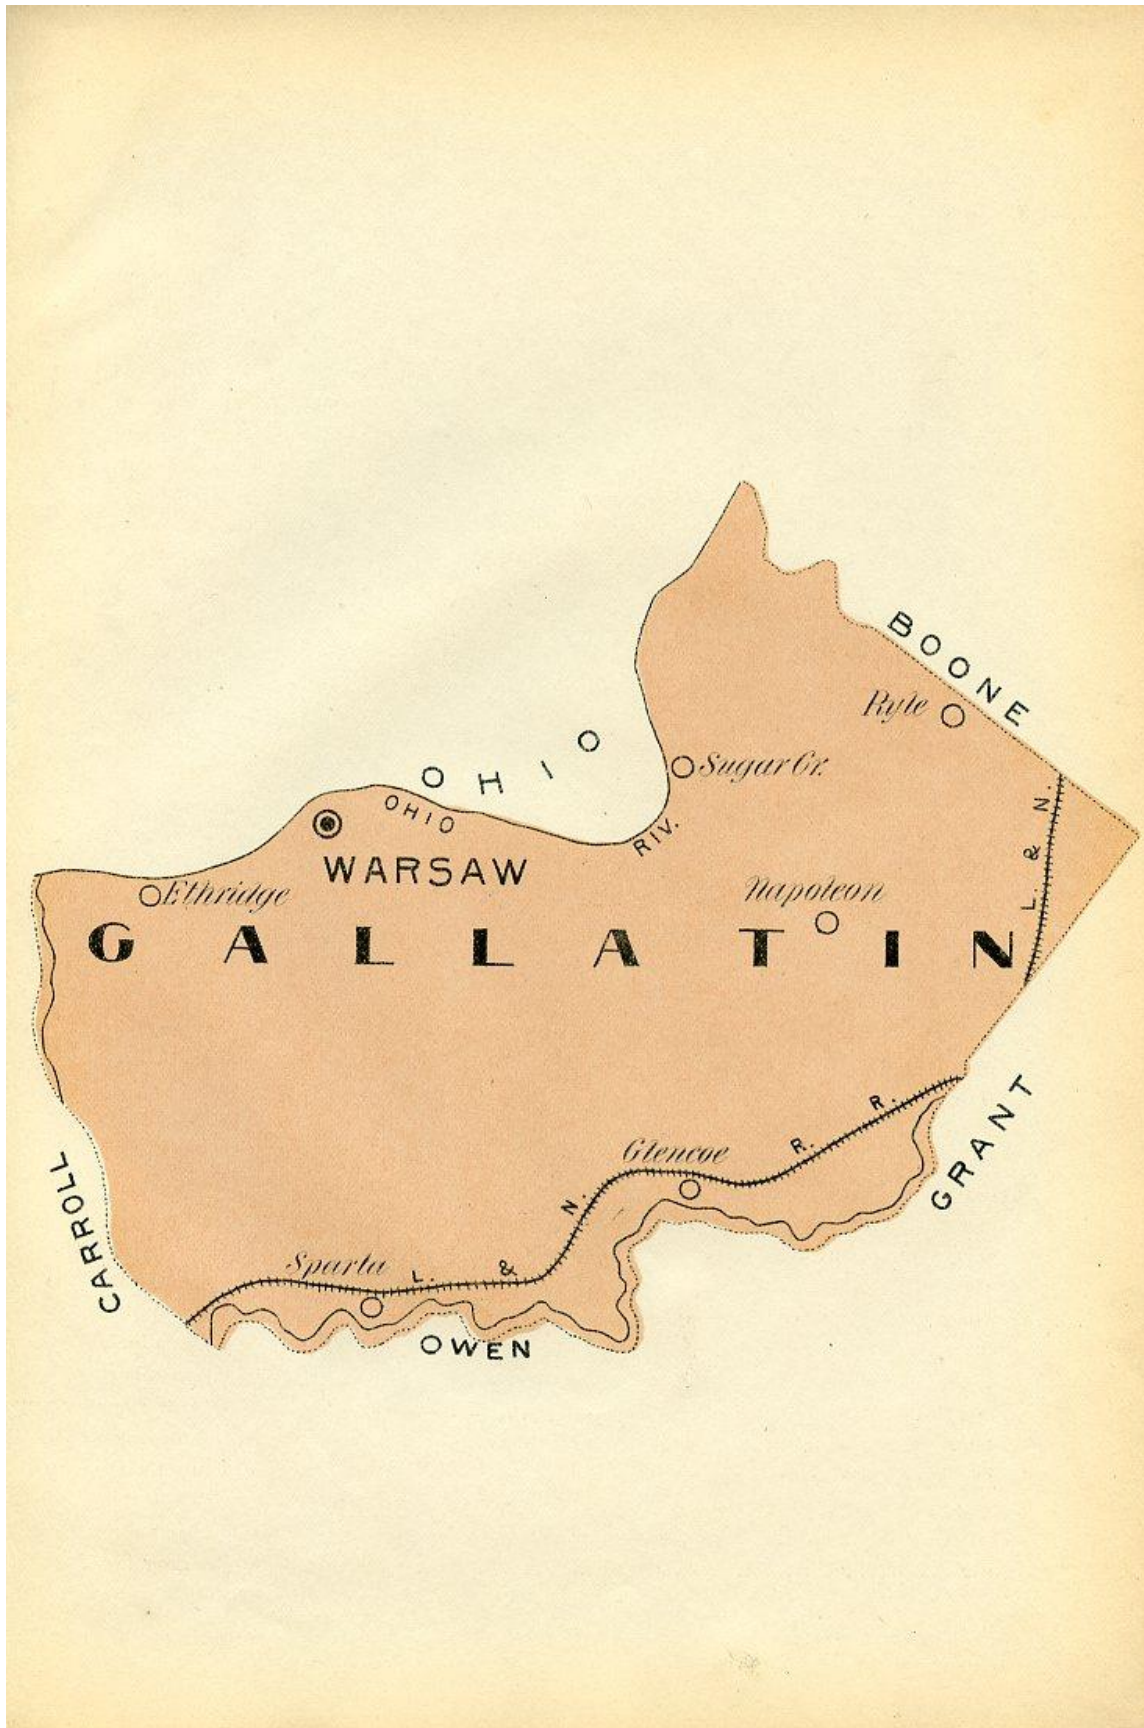 BOONE
Ryle
OHIO
Sugar Cr.
OHIO RIV.
L. & N.
WARSAW
Ethridge
Napoleon
GALLATIN
GRANT
L. & N. R. R.
Glencoe
CARROLL
Sparta
OWEN